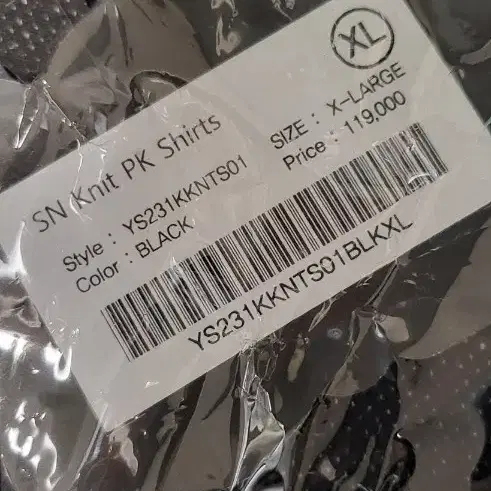 XL
SN Knit PK Shirts
Style : YS231KKNTS01
SIZE : X-LARGE
Color : BLACK
Price : 119,000
YS231KKNTS01BLKXL